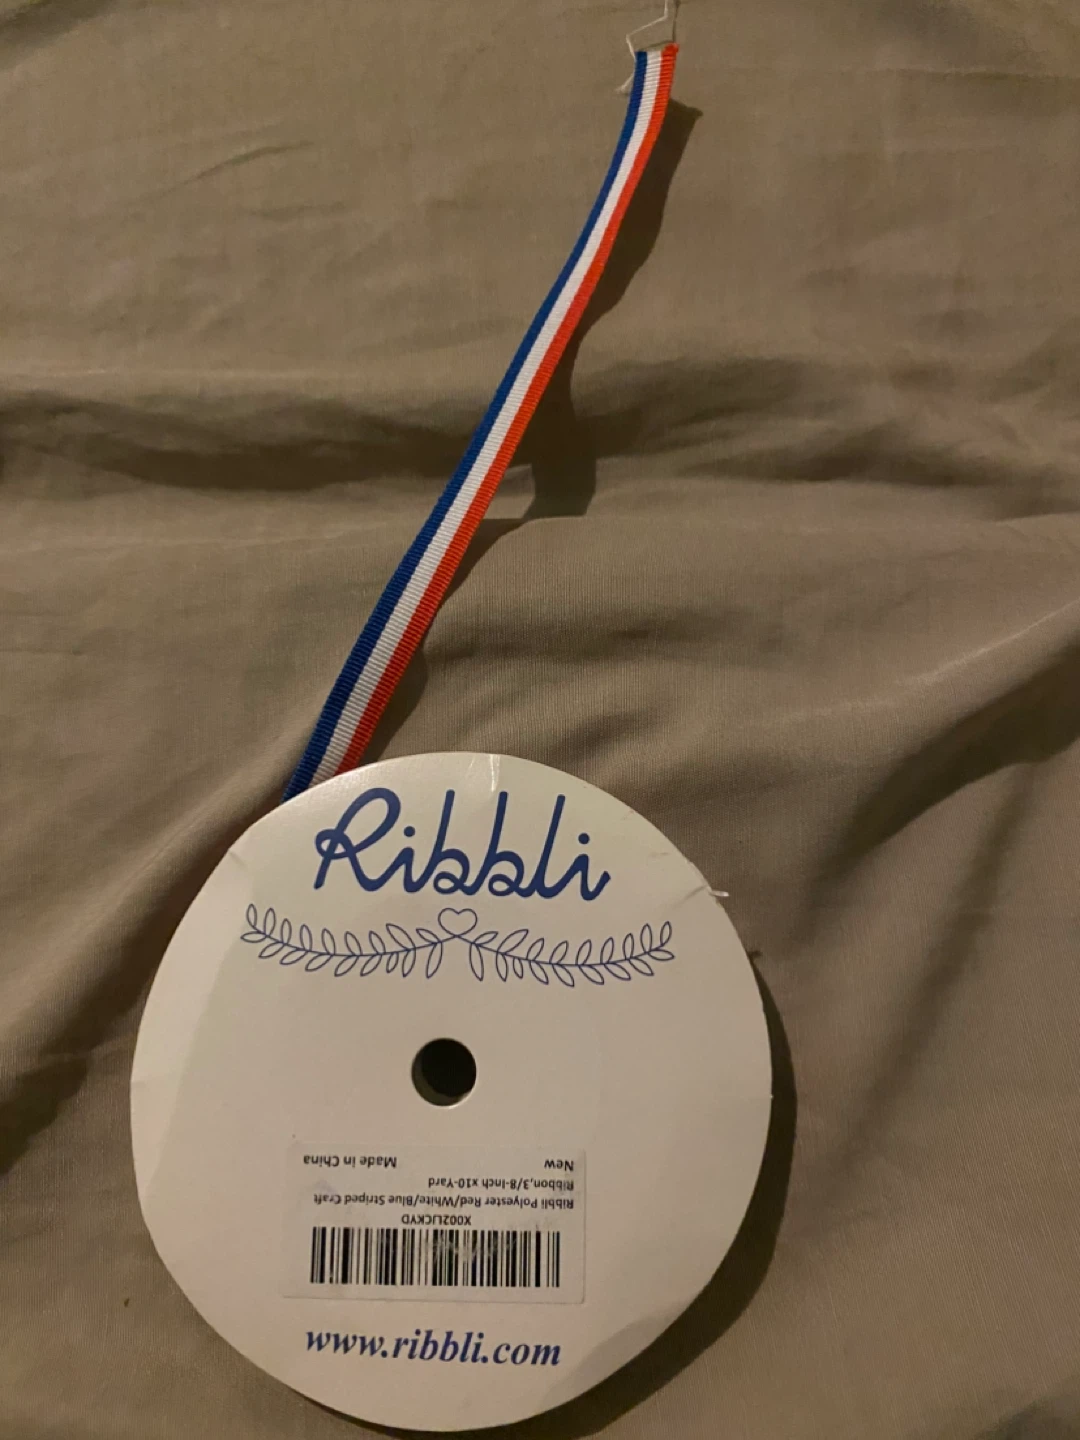 Ribbli
X002LICKYD
Ribbli Polyester Red/White/Blue Striped Craft
Ribbon,3/8-Inch x10-Yard
New Made in China
www.ribbli.com